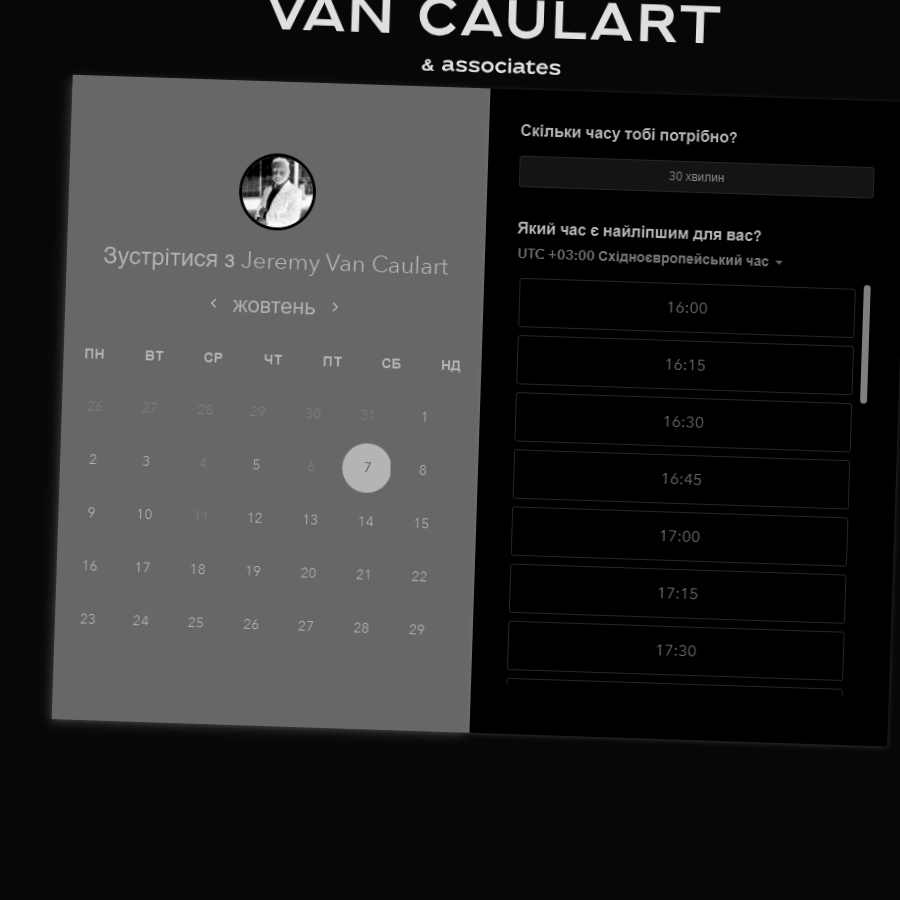 VAN CAULART
& associates
Зустрітися з Jeremy Van Caulart
‹ жовтень ›
ПН ВТ СР ЧТ ПТ СБ НД
26 27 28 29 30 31 1
2 3 4 5 6 7 8
9 10 11 12 13 14 15
16 17 18 19 20 21 22
23 24 25 26 27 28 29
Скільки часу тобі потрібно?
30 хвилин
Який час є найліпшим для вас?
UTC +03:00 Східноєвропейський час
16:00
16:15
16:30
16:45
17:00
17:15
17:30